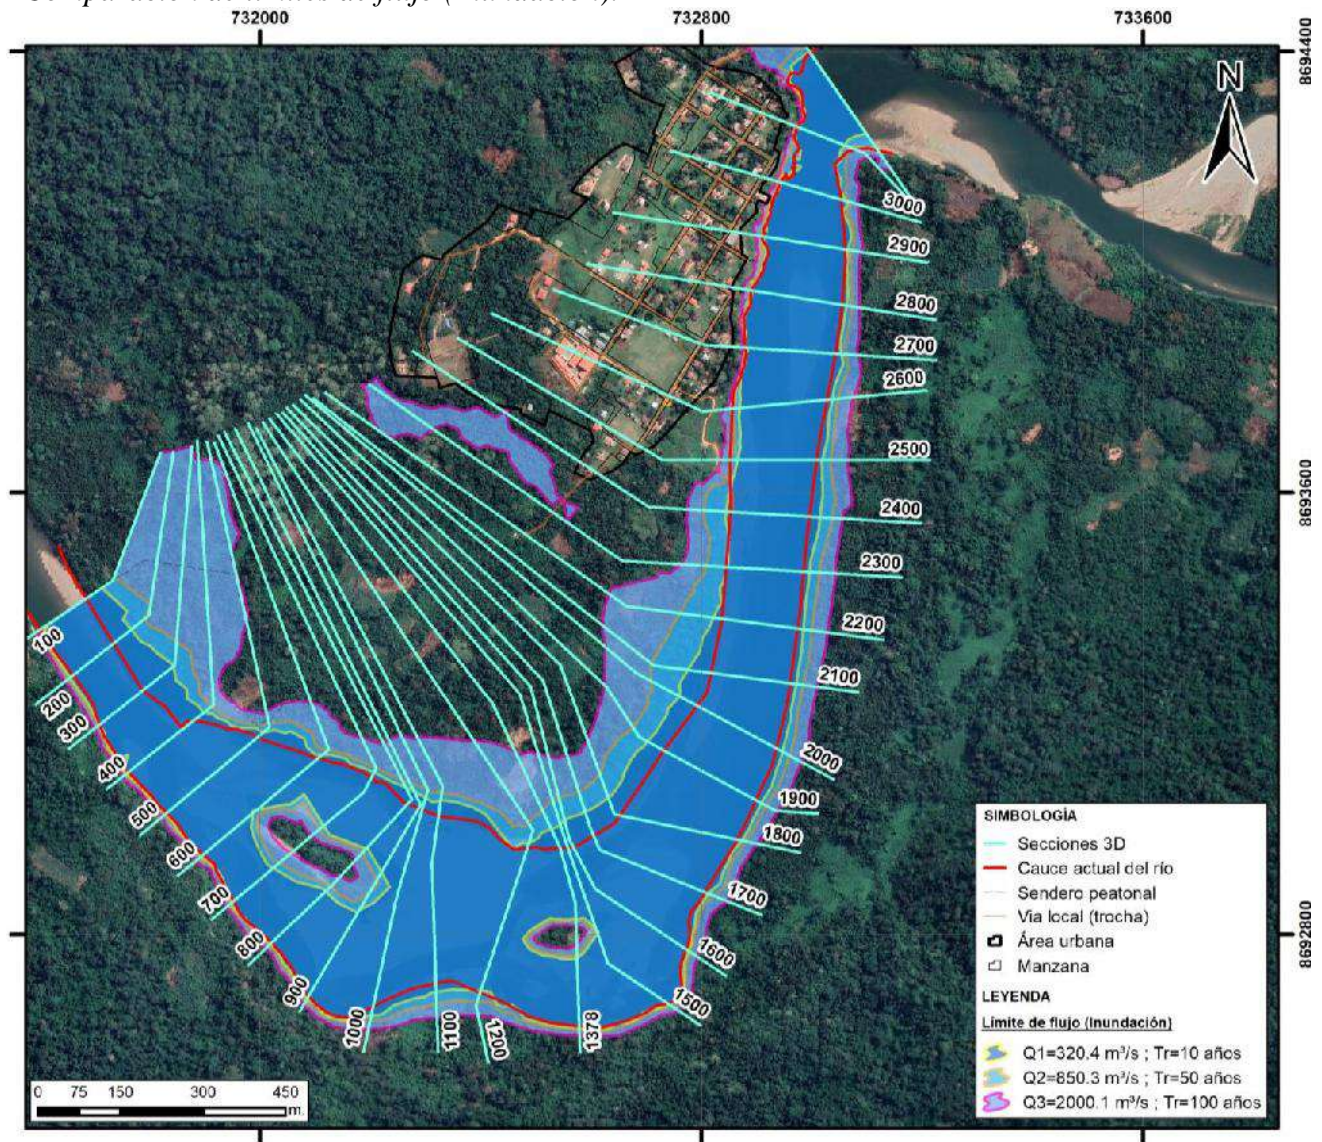 732000
732800
733600
8694400
N
3000
2900
2800
2700
2600
2500
2400
8693600
2300
2200
100
2100
200
300
2000
400
1900
500
1800
600
1700
700
8692800
800
1600
900
1500
1000
1100
1200
1378
SIMBOLOGÍA
Secciones 3D
Cauce actual del río
Sendero peatonal
Via local (trocha)
Área urbana
Manzana
LEYENDA
Límite de flujo (Inundación)
Q1=320.4 m³/s ; Tr=10 años
Q2=850.3 m³/s ; Tr=50 años
Q3=2000.1 m³/s ; Tr=100 años
0 75 150 300 450
m.